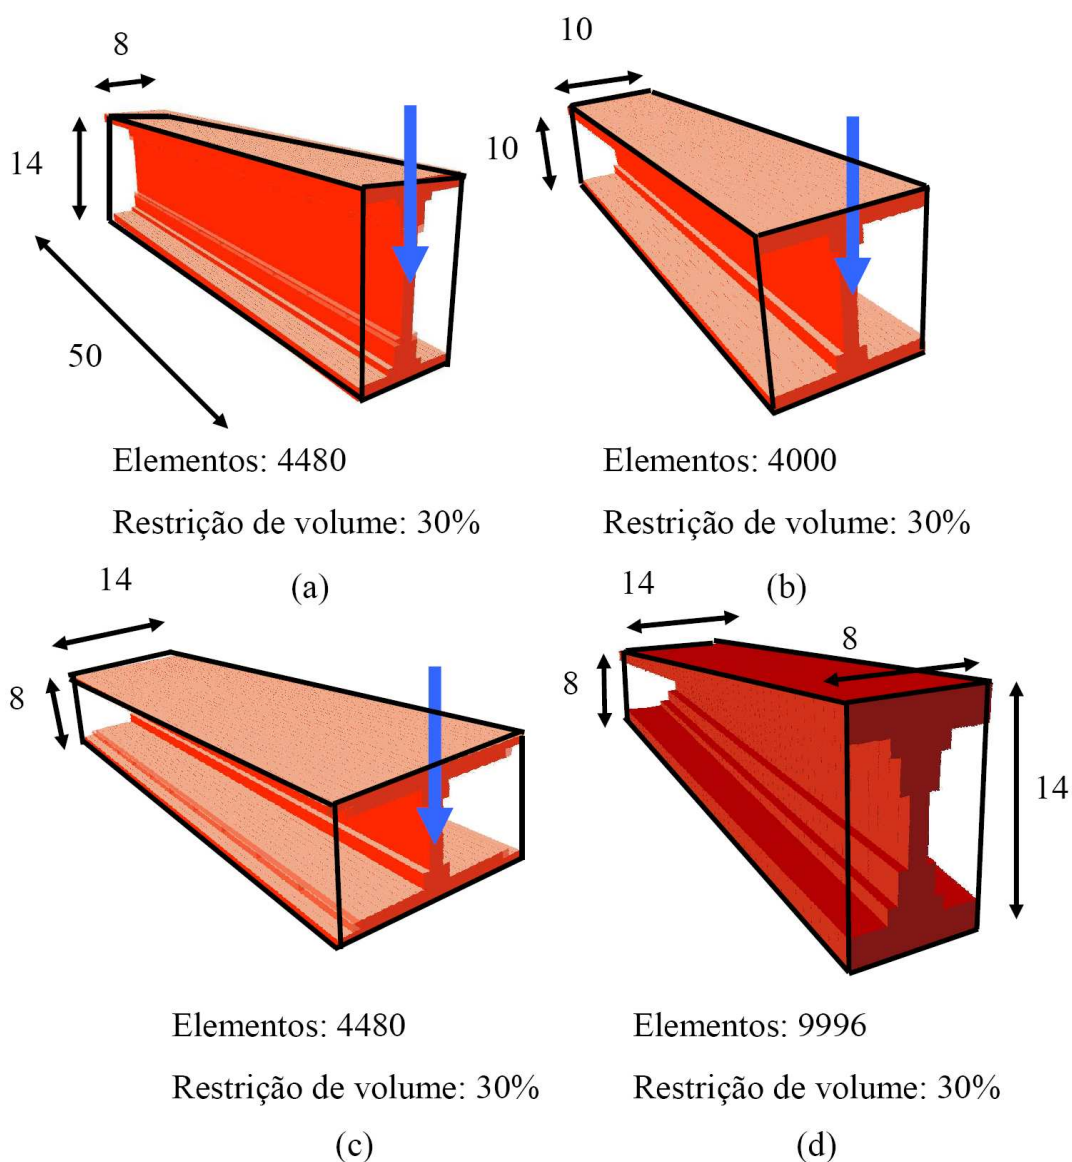 8
10
14
10
50
Elementos: 4480
Elementos: 4000
Restrição de volume: 30%
Restrição de volume: 30%
(a)
(b)
14
14
8
8
8
14
Elementos: 4480
Elementos: 9996
Restrição de volume: 30%
Restrição de volume: 30%
(c)
(d)